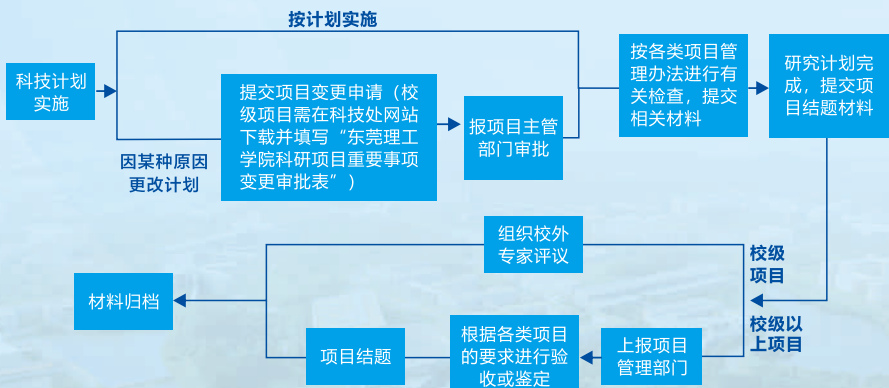 按计划实施
科技计划
实施
因某种原因
更改计划
提交项目变更申请（校
级项目需在科技处网站
下载并填写“东莞理工
学院科研项目重要事项
变更审批表”）
报项目主管
部门审批
按各类项目管
理办法进行有
关检查，提交
相关材料
研究计划完
成，提交项
目结题材料
校级
项目
校级以
上项目
组织校外
专家评议
上报项目
管理部门
根据各类项目
的要求进行验
收或鉴定
项目结题
材料归档